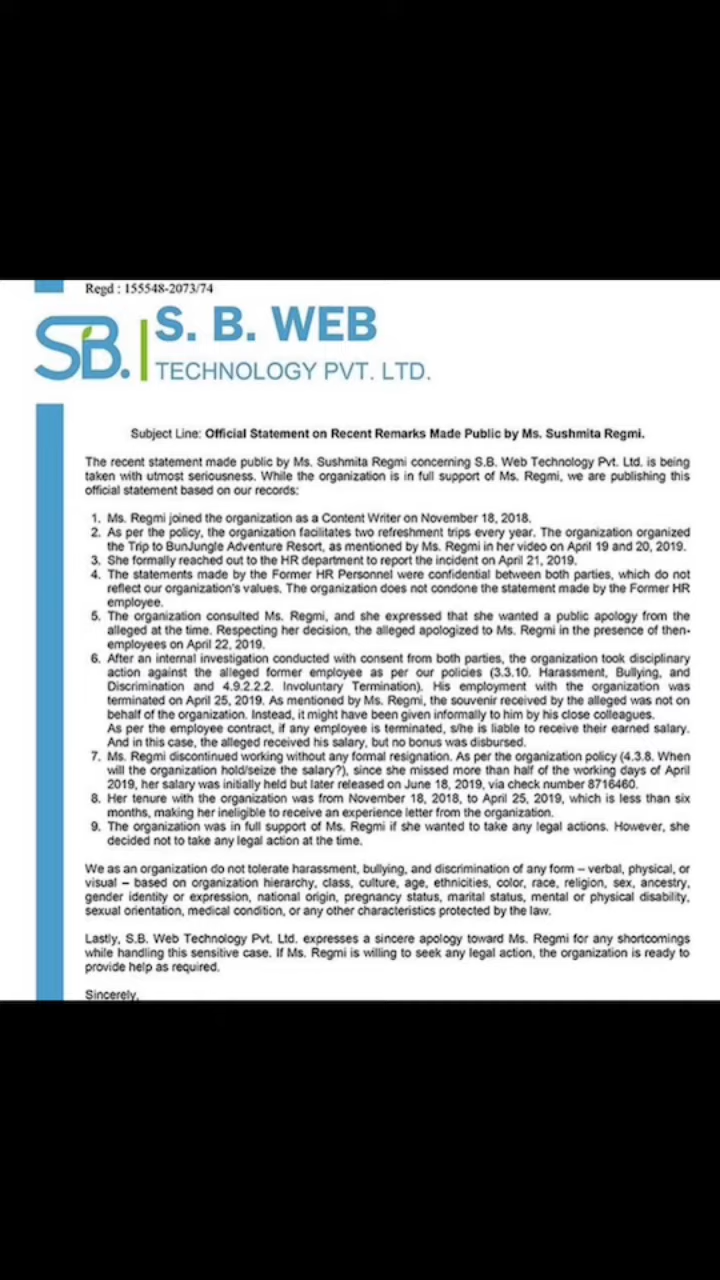 Regd : 155548-2073/74
SB.
S. B. WEB
TECHNOLOGY PVT. LTD.
Subject Line: Official Statement on Recent Remarks Made Public by Ms. Sushmita Regmi.
The recent statement made public by Ms. Sushmita Regmi concerning S.B. Web Technology Pvt. Ltd. is being
taken with utmost seriousness. While the organization is in full support of Ms. Regmi, we are publishing this
official statement based on our records:
1. Ms. Regmi joined the organization as a Content Writer on November 18, 2018.
2. As per the policy, the organization facilitates two refreshment trips every year. The organization organized
the Trip to BunJungle Adventure Resort, as mentioned by Ms. Regmi in her video on April 19 and 20, 2019.
3. She formally reached out to the HR department to report the incident on April 21, 2019.
4. The statements made by the Former HR Personnel were confidential between both parties, which do not
reflect our organization's values. The organization does not condone the statement made by the Former HR
employee.
5. The organization consulted Ms. Regmi, and she expressed that she wanted a public apology from the
alleged at the time. Respecting her decision, the alleged apologized to Ms. Regmi in the presence of then-
employees on April 22, 2019.
6. After an internal investigation conducted with consent from both parties, the organization took disciplinary
action against the alleged former employee as per our policies (3.3.10. Harassment, Bullying, and
Discrimination and 4.9.2.2.2. Involuntary Termination). His employment with the organization was
terminated on April 25, 2019. As mentioned by Ms. Regmi, the souvenir received by the alleged was not on
behalf of the organization. Instead, it might have been given informally to him by his close colleagues.
As per the employee contract, if any employee is terminated, s/he is liable to receive their earned salary.
And in this case, the alleged received his salary, but no bonus was disbursed.
7. Ms. Regmi discontinued working without any formal resignation. As per the organization policy (4.3.8. When
will the organization hold/seize the salary?), since she missed more than half of the working days of April
2019, her salary was initially held but later released on June 18, 2019, via check number 8716460.
8. Her tenure with the organization was from November 18, 2018, to April 25, 2019, which is less than six
months, making her ineligible to receive an experience letter from the organization.
9. The organization was in full support of Ms. Regmi if she wanted to take any legal actions. However, she
decided not to take any legal action at the time.
We as an organization do not tolerate harassment, bullying, and discrimination of any form – verbal, physical, or
visual – based on organization hierarchy, class, culture, age, ethnicities, color, race, religion, sex, ancestry,
gender identity or expression, national origin, pregnancy status, marital status, mental or physical disability,
sexual orientation, medical condition, or any other characteristics protected by the law.
Lastly, S.B. Web Technology Pvt. Ltd. expresses a sincere apology toward Ms. Regmi for any shortcomings
while handling this sensitive case. If Ms. Regmi is willing to seek any legal action, the organization is ready to
provide help as required.
Sincerely,